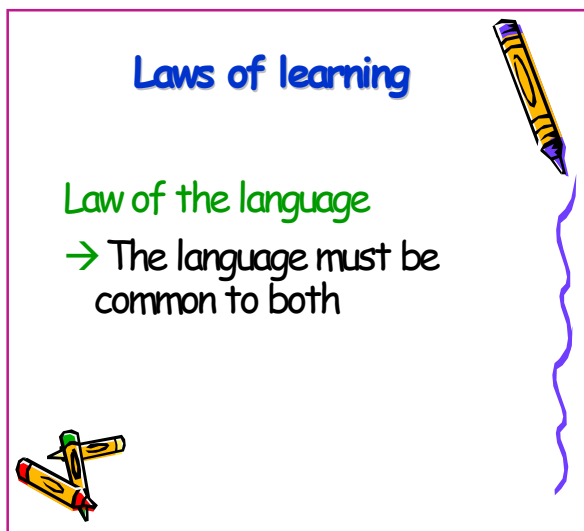 Laws of learning
Law of the language
→ The language must be
common to both